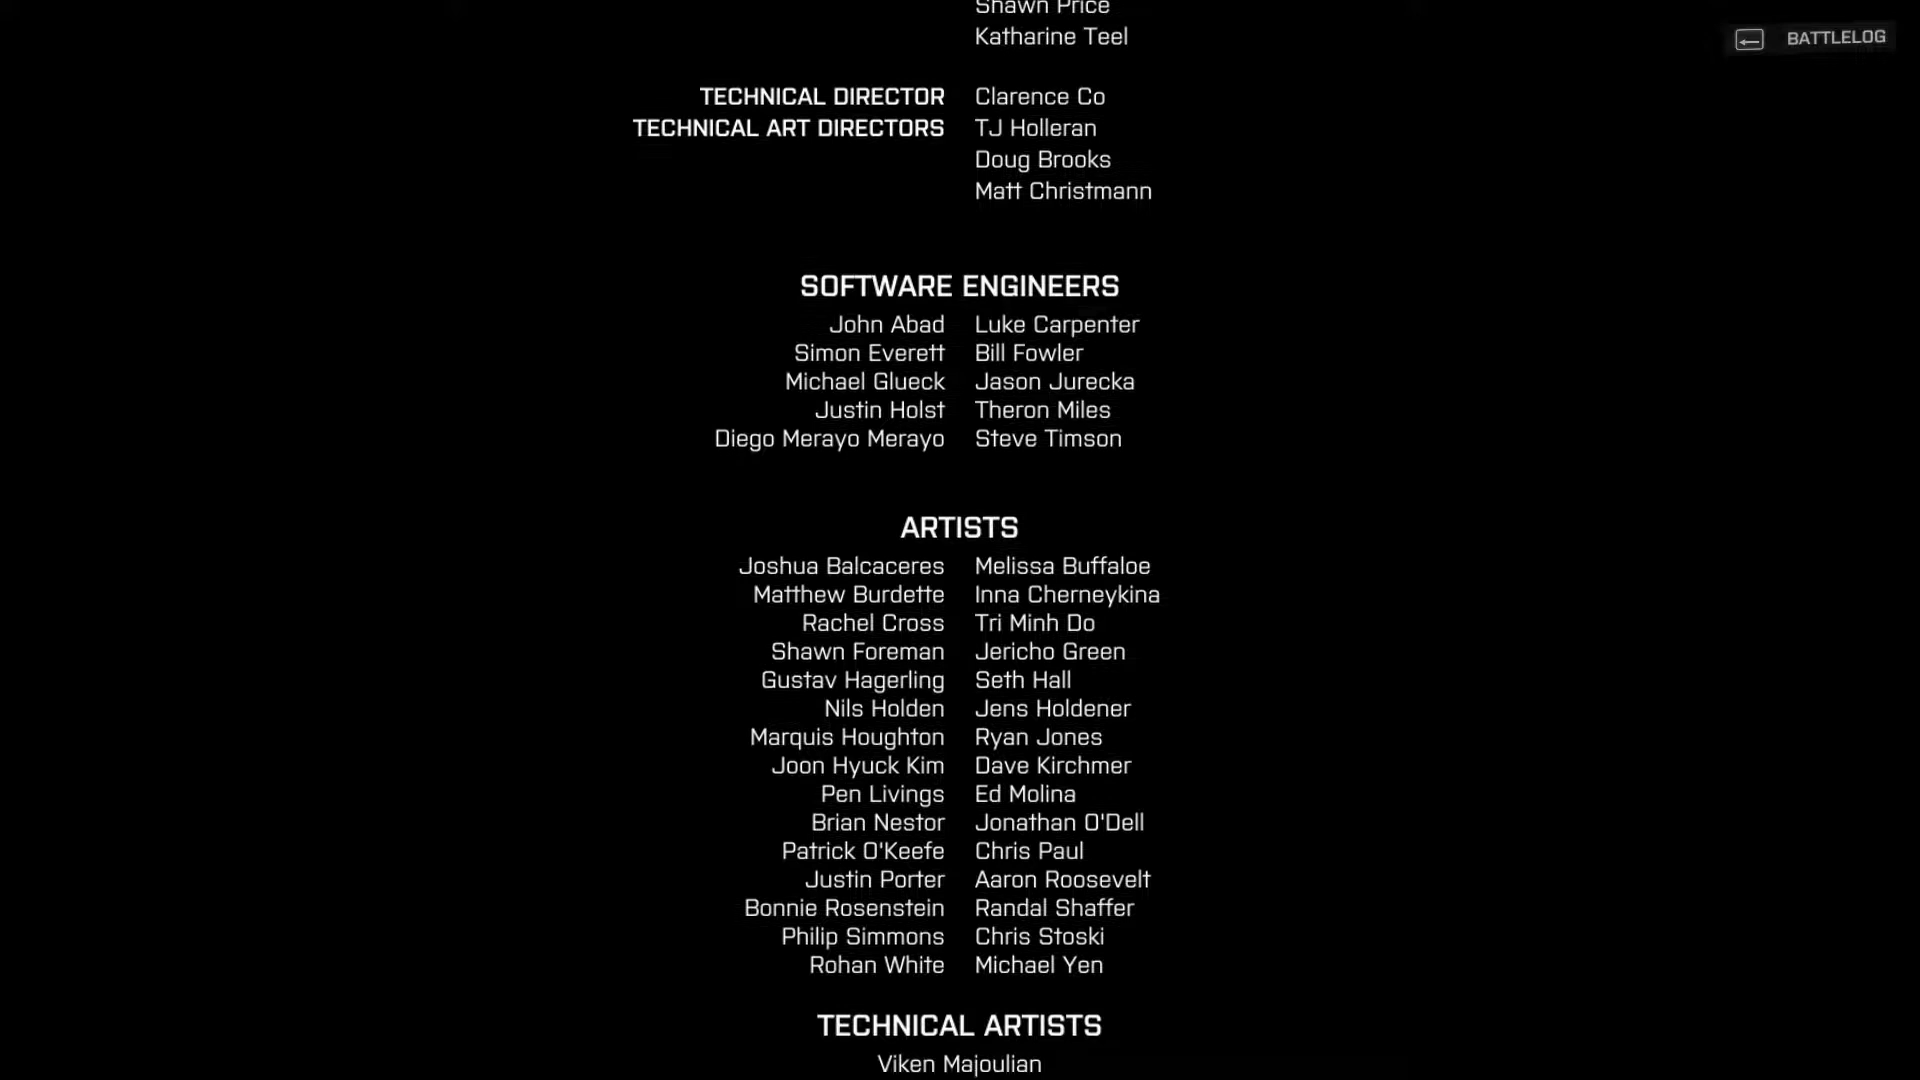 Shawn Price
Katharine Teel
BATTLELOG
TECHNICAL DIRECTOR Clarence Co
TECHNICAL ART DIRECTORS TJ Holleran
Doug Brooks
Matt Christmann
SOFTWARE ENGINEERS
John Abad Luke Carpenter
Simon Everett Bill Fowler
Michael Glueck Jason Jurecka
Justin Holst Theron Miles
Diego Merayo Merayo Steve Timson
ARTISTS
Joshua Balcaceres Melissa Buffaloe
Matthew Burdette Inna Cherneykina
Rachel Cross Tri Minh Do
Shawn Foreman Jericho Green
Gustav Hagerling Seth Hall
Nils Holden Jens Holdener
Marquis Houghton Ryan Jones
Joon Hyuck Kim Dave Kirchmer
Pen Livings Ed Molina
Brian Nestor Jonathan O'Dell
Patrick O'Keefe Chris Paul
Justin Porter Aaron Roosevelt
Bonnie Rosenstein Randal Shaffer
Philip Simmons Chris Stoski
Rohan White Michael Yen
TECHNICAL ARTISTS
Viken Majoulian